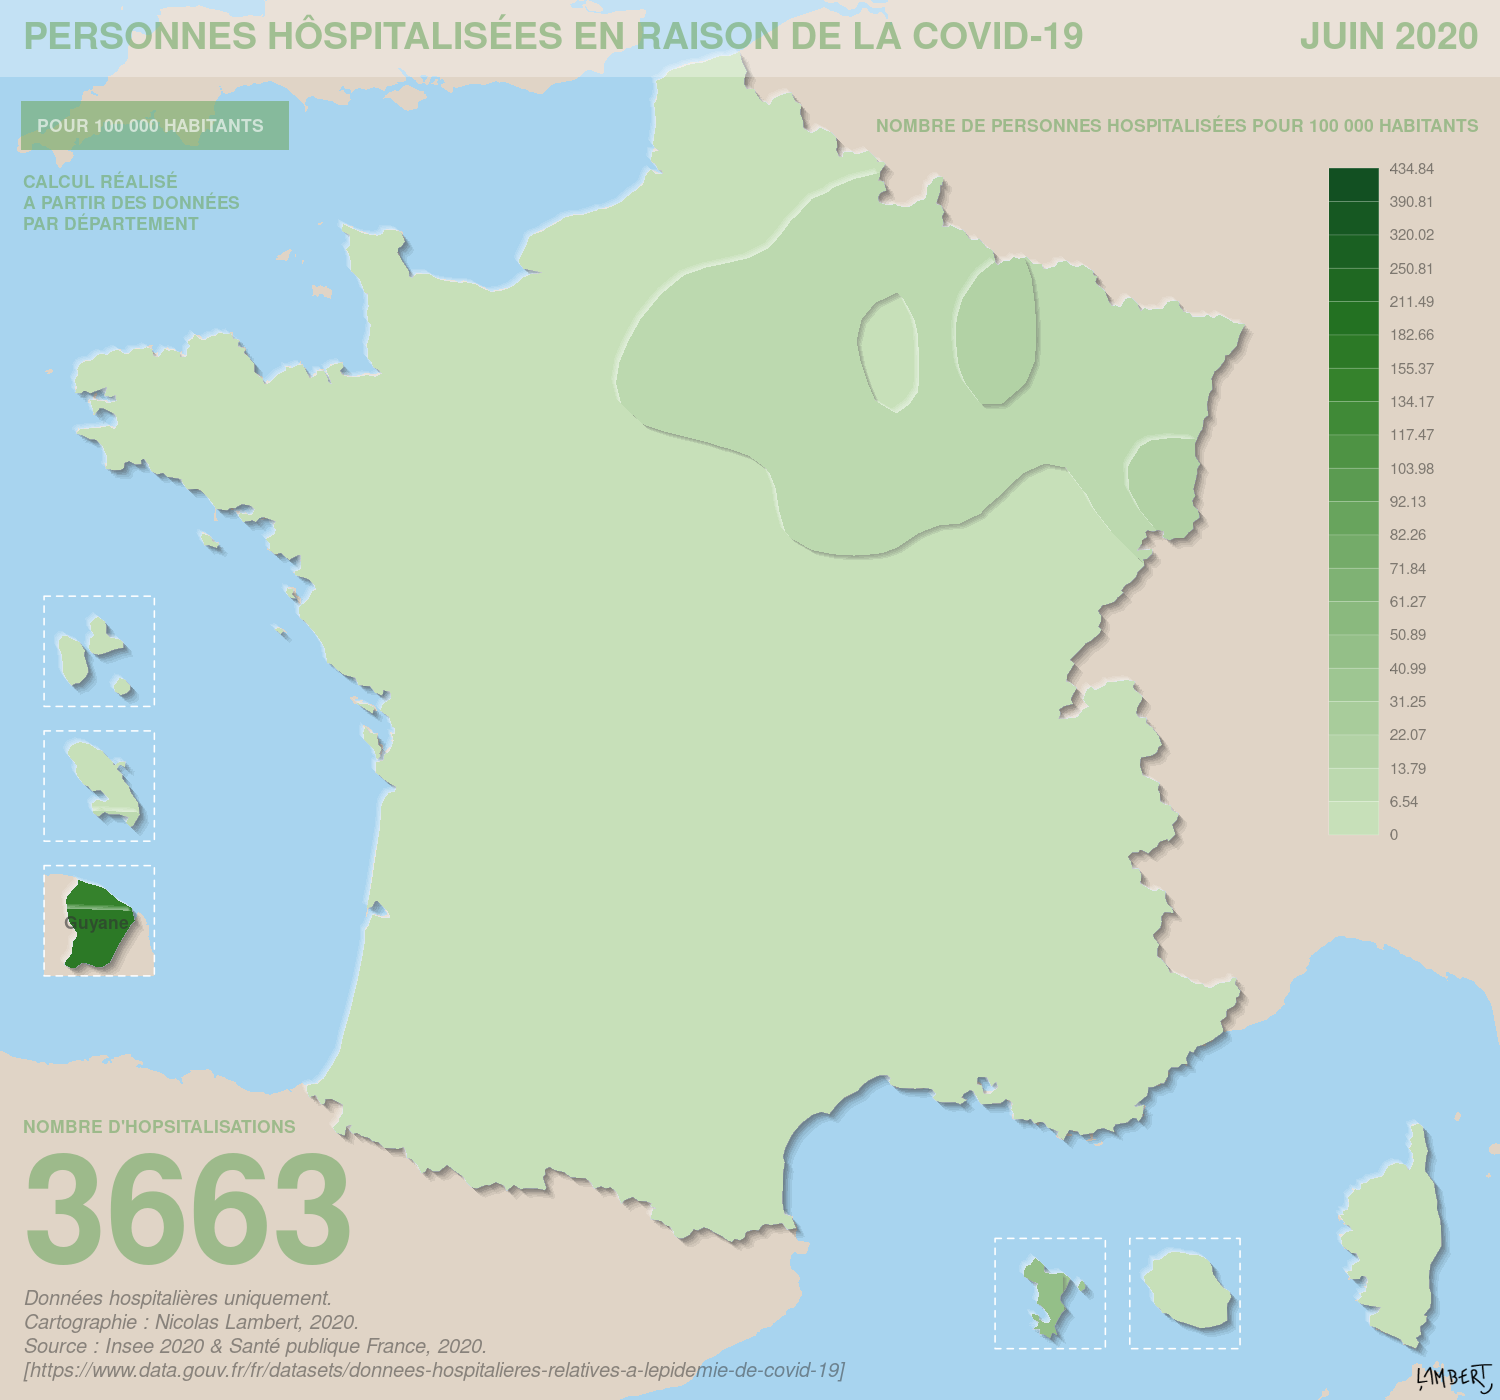 PERSONNES HÔSPITALISÉES EN RAISON DE LA COVID-19
JUIN 2020
POUR 100 000 HABITANTS
CALCUL RÉALISÉ
A PARTIR DES DONNÉES
PAR DÉPARTEMENT
NOMBRE DE PERSONNES HOSPITALISÉES POUR 100 000 HABITANTS
434.84
390.81
320.02
250.81
211.49
182.66
155.37
134.17
117.47
103.98
92.13
82.26
71.84
61.27
50.89
40.99
31.25
22.07
13.79
6.54
0
Guyane
NOMBRE D'HOPSITALISATIONS
3663
Données hospitalières uniquement.
Cartographie : Nicolas Lambert, 2020.
Source : Insee 2020 & Santé publique France, 2020.
[https://www.data.gouv.fr/fr/datasets/donnees-hospitalieres-relatives-a-lepidemie-de-covid-19]
LAMBERT